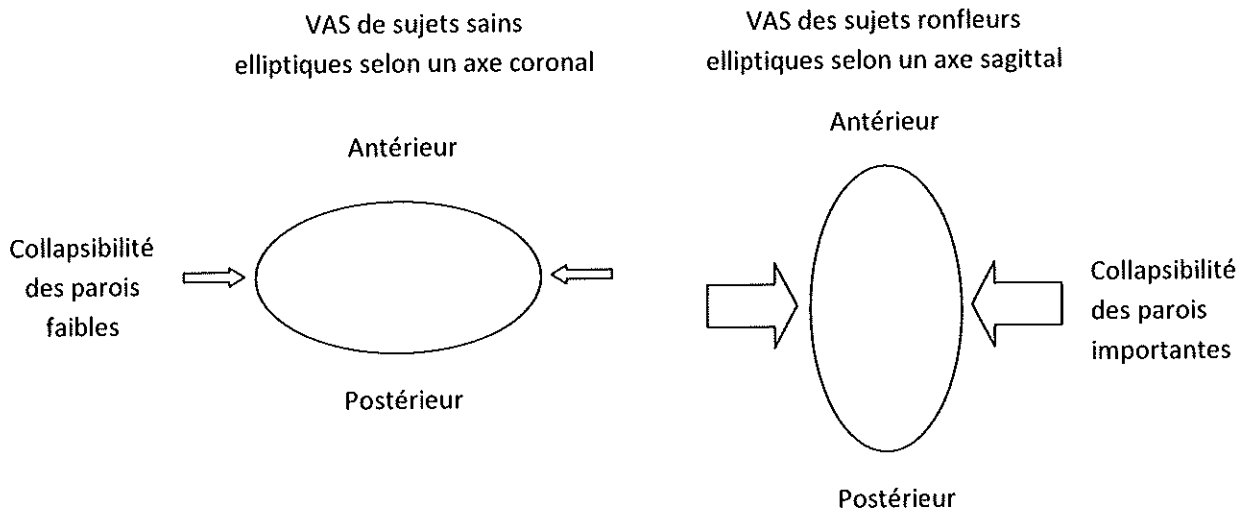 VAS de sujets sains
elliptiques selon un axe coronal
Antérieur
Collapsibilité
des parois
faibles
Postérieur
VAS des sujets ronfleurs
elliptiques selon un axe sagittal
Antérieur
Collapsibilité
des parois
importantes
Postérieur